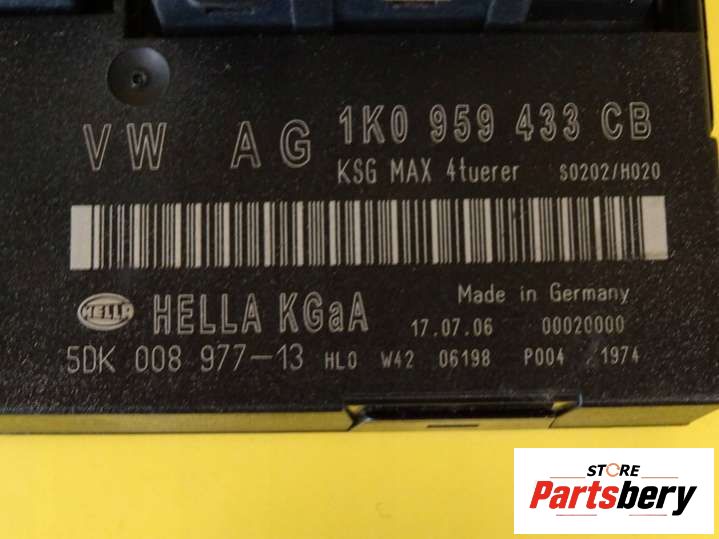 VW AG 1K0 959 433 CB
KSG MAX 4tuerer S0202/H020
Made in Germany
HELLA HELLA KGaA 17.07.06 00020000
5DK 008 977-13 HL0 W42 06198 P004 1974
STORE
Partsbery